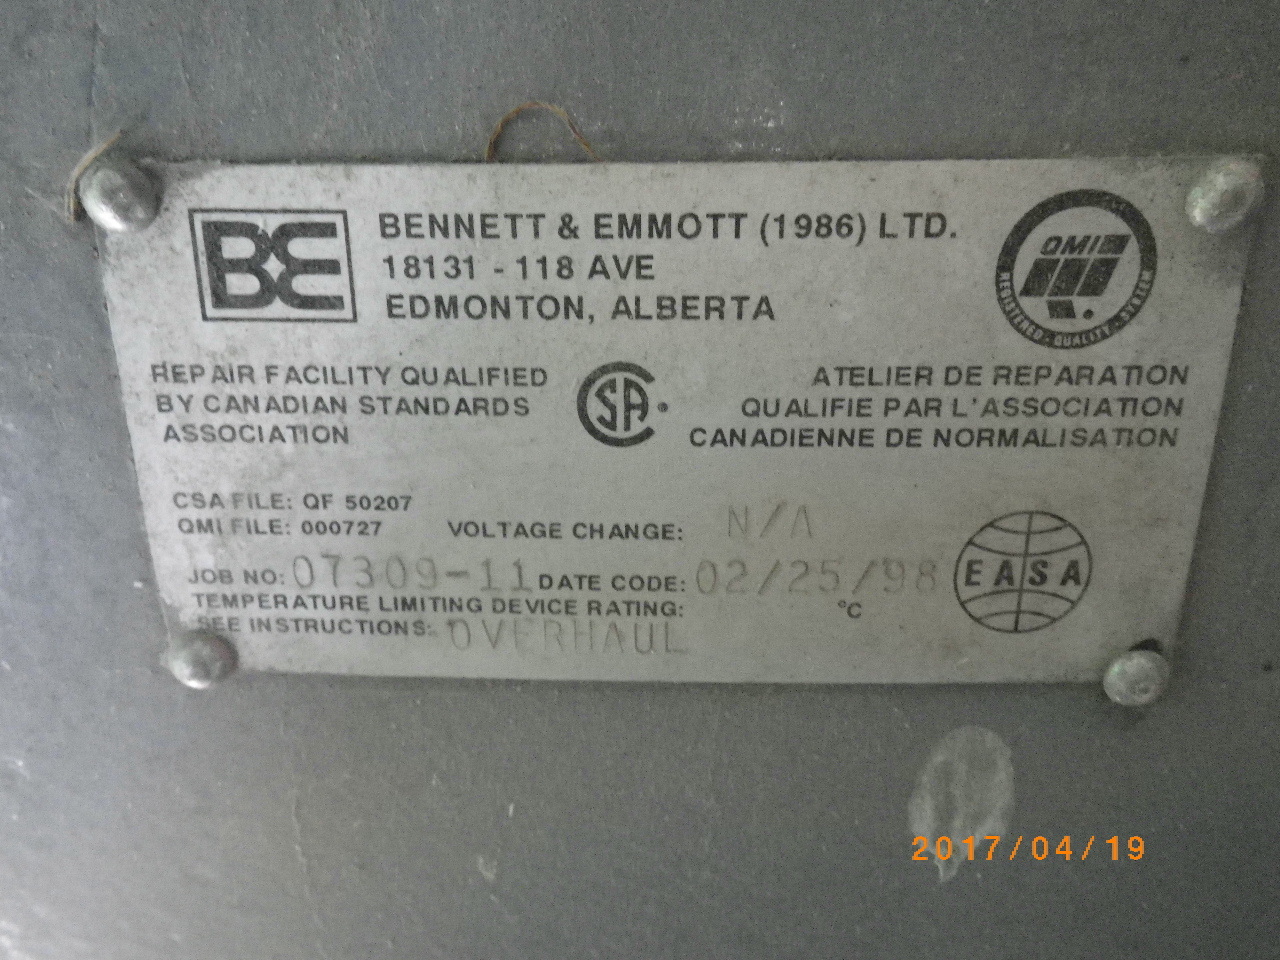 BE
BENNETT & EMMOTT (1986) LTD.
18131 - 118 AVE
EDMONTON, ALBERTA
QMI
REGISTERED · QUALITY · SYSTEM
REPAIR FACILITY QUALIFIED
BY CANADIAN STANDARDS
ASSOCIATION
CSA
ATELIER DE REPARATION
QUALIFIE PAR L'ASSOCIATION
CANADIENNE DE NORMALISATION
CSA FILE: QF 50207
QMI FILE: 000727 VOLTAGE CHANGE: N/A
JOB NO: 07309-11 DATE CODE: 02/25/98
TEMPERATURE LIMITING DEVICE RATING: °C
SEE INSTRUCTIONS: OVERHAUL
EASA
2017/04/19